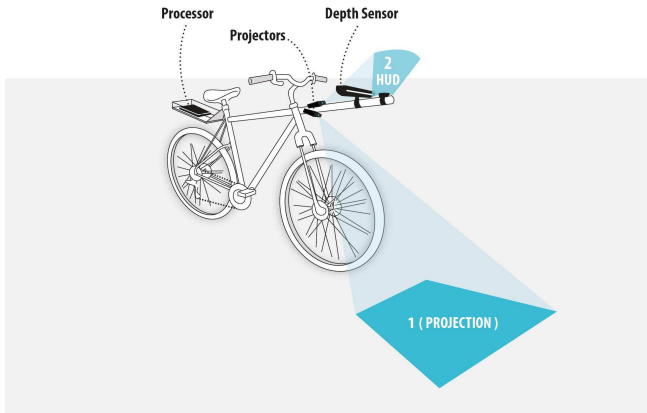 Processor
Projectors
Depth Sensor
2
HUD
1 ( PROJECTION )